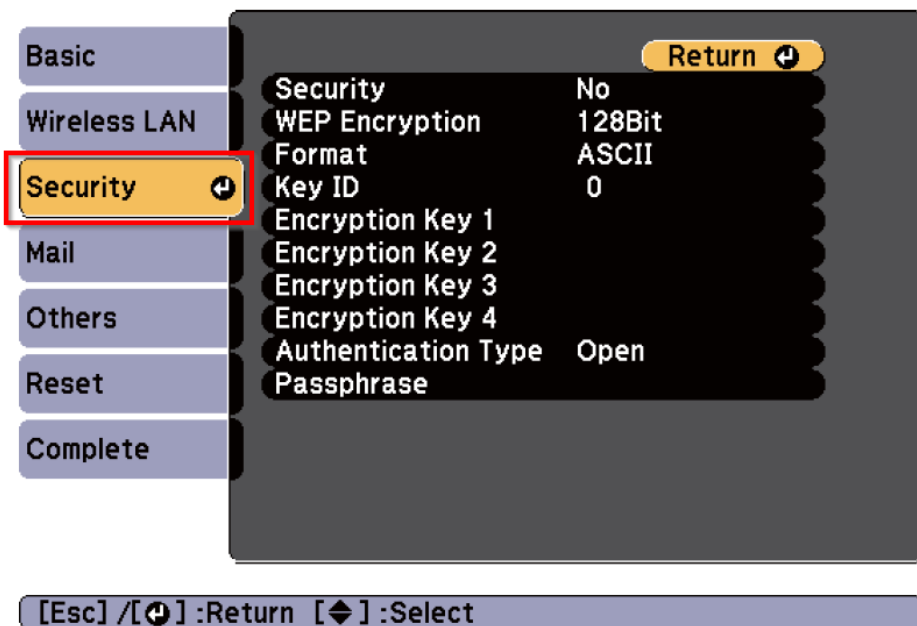 Basic
Wireless LAN
Security
Mail
Others
Reset
Complete
Return
Security No
WEP Encryption 128Bit
Format ASCII
Key ID 0
Encryption Key 1
Encryption Key 2
Encryption Key 3
Encryption Key 4
Authentication Type Open
Passphrase
[Esc] /[⏎] :Return [◆] :Select